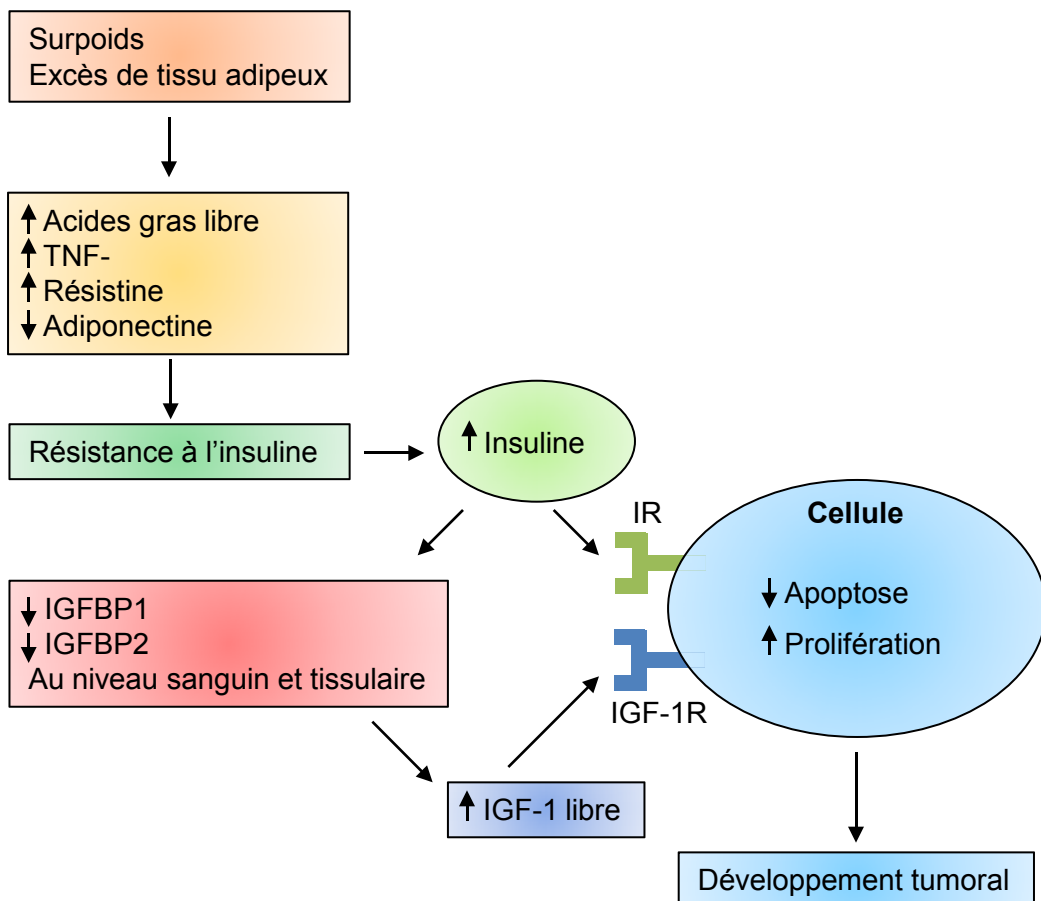 Surpoids
Excès de tissu adipeux
↑ Acides gras libre
↑ TNF-
↑ Résistine
↓ Adiponectine
Résistance à l'insuline
↑ Insuline
IR
Cellule
↓ Apoptose
↑ Prolifération
↓ IGFBP1
↓ IGFBP2
Au niveau sanguin et tissulaire
IGF-1R
↑ IGF-1 libre
Développement tumoral